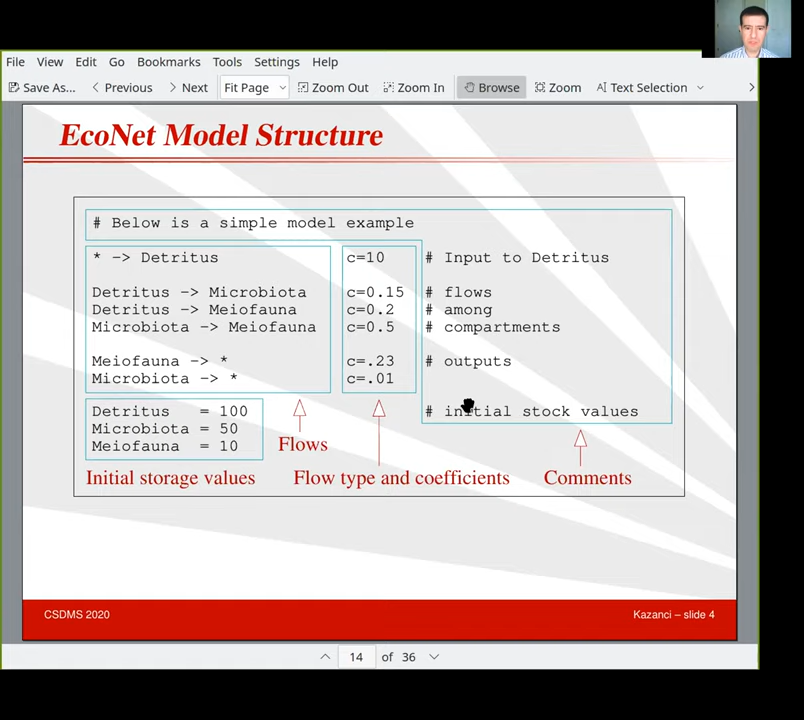 File View Edit Go Bookmarks Tools Settings Help
Save As... Previous Next Fit Page Zoom Out Zoom In Browse Zoom Text Selection
EcoNet Model Structure
# Below is a simple model example
* -> Detritus c=10 # Input to Detritus
Detritus -> Microbiota c=0.15 # flows
Detritus -> Meiofauna c=0.2 # among
Microbiota -> Meiofauna c=0.5 # compartments
Meiofauna -> * c=.23 # outputs
Microbiota -> * c=.01
Detritus = 100 # initial stock values
Microbiota = 50
Meiofauna = 10
Flows
Initial storage values Flow type and coefficients Comments
CSDMS 2020 Kazanci – slide 4
14 of 36